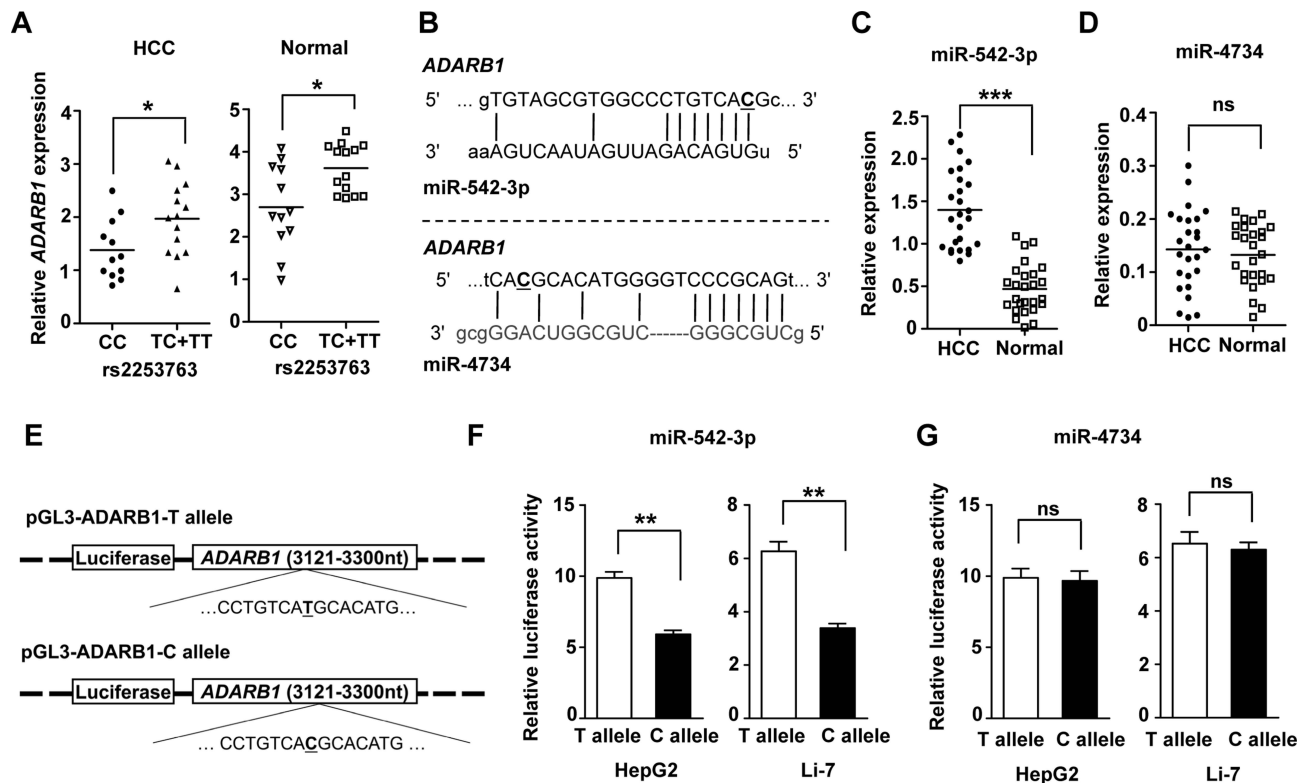 A
HCC
Normal
Relative ADARB1 expression
*
*
4
3
2
1
0
5
4
3
2
1
0
CC
TC+TT
CC
TC+TT
rs2253763
rs2253763
B
ADARB1
5' ... gTGTAGCGTGGCCCTGTCACGc... 3'
3' aaAGUCAAUAGUUAGACAGUGu 5'
miR-542-3p
ADARB1
5' ...tCACGCACATGGGGTCCCGCAGt... 3'
3' gcgGGACUGGCGUC------GGGCGUCg 5'
miR-4734
C
miR-542-3p
***
Relative expression
2.5
2.0
1.5
1.0
0.5
0.0
HCC
Normal
D
miR-4734
ns
Relative expression
0.4
0.3
0.2
0.1
0.0
HCC
Normal
E
pGL3-ADARB1-T allele
Luciferase
ADARB1 (3121-3300nt)
...CCTGTCATGCACATG...
pGL3-ADARB1-C allele
Luciferase
ADARB1 (3121-3300nt)
... CCTGTCACGCACATG ...
F
miR-542-3p
Relative luciferase activity
15
10
5
0
**
T allele
C allele
HepG2
8
6
4
2
0
**
T allele
C allele
Li-7
G
miR-4734
Relative luciferase activity
15
10
5
0
ns
T allele
C allele
HepG2
8
6
4
2
0
ns
T allele
C allele
Li-7